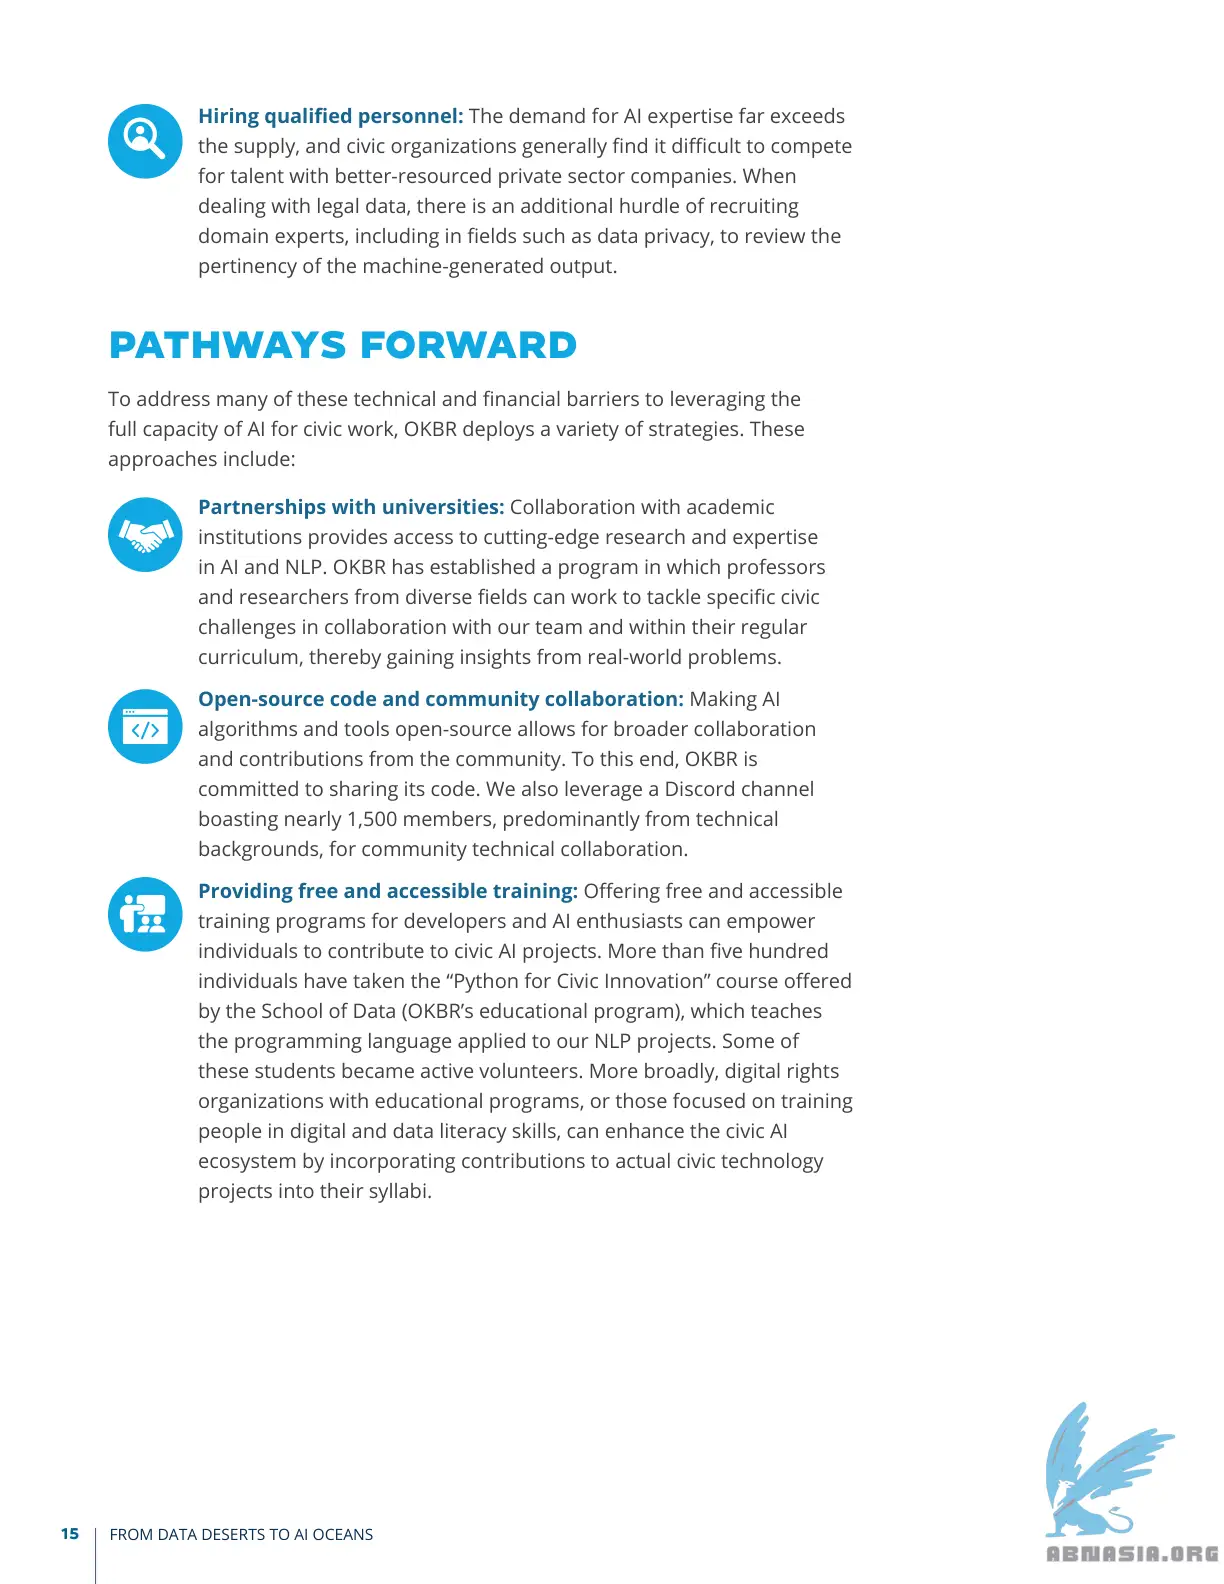 Hiring qualified personnel: The demand for AI expertise far exceeds
the supply, and civic organizations generally find it difficult to compete
for talent with better-resourced private sector companies. When
dealing with legal data, there is an additional hurdle of recruiting
domain experts, including in fields such as data privacy, to review the
pertinency of the machine-generated output.
PATHWAYS FORWARD
To address many of these technical and financial barriers to leveraging the
full capacity of AI for civic work, OKBR deploys a variety of strategies. These
approaches include:
Partnerships with universities: Collaboration with academic
institutions provides access to cutting-edge research and expertise
in AI and NLP. OKBR has established a program in which professors
and researchers from diverse fields can work to tackle specific civic
challenges in collaboration with our team and within their regular
curriculum, thereby gaining insights from real-world problems.
Open-source code and community collaboration: Making AI
algorithms and tools open-source allows for broader collaboration
and contributions from the community. To this end, OKBR is
committed to sharing its code. We also leverage a Discord channel
boasting nearly 1,500 members, predominantly from technical
backgrounds, for community technical collaboration.
Providing free and accessible training: Offering free and accessible
training programs for developers and AI enthusiasts can empower
individuals to contribute to civic AI projects. More than five hundred
individuals have taken the “Python for Civic Innovation” course offered
by the School of Data (OKBR’s educational program), which teaches
the programming language applied to our NLP projects. Some of
these students became active volunteers. More broadly, digital rights
organizations with educational programs, or those focused on training
people in digital and data literacy skills, can enhance the civic AI
ecosystem by incorporating contributions to actual civic technology
projects into their syllabi.
15 FROM DATA DESERTS TO AI OCEANS
ABNASIA.ORG